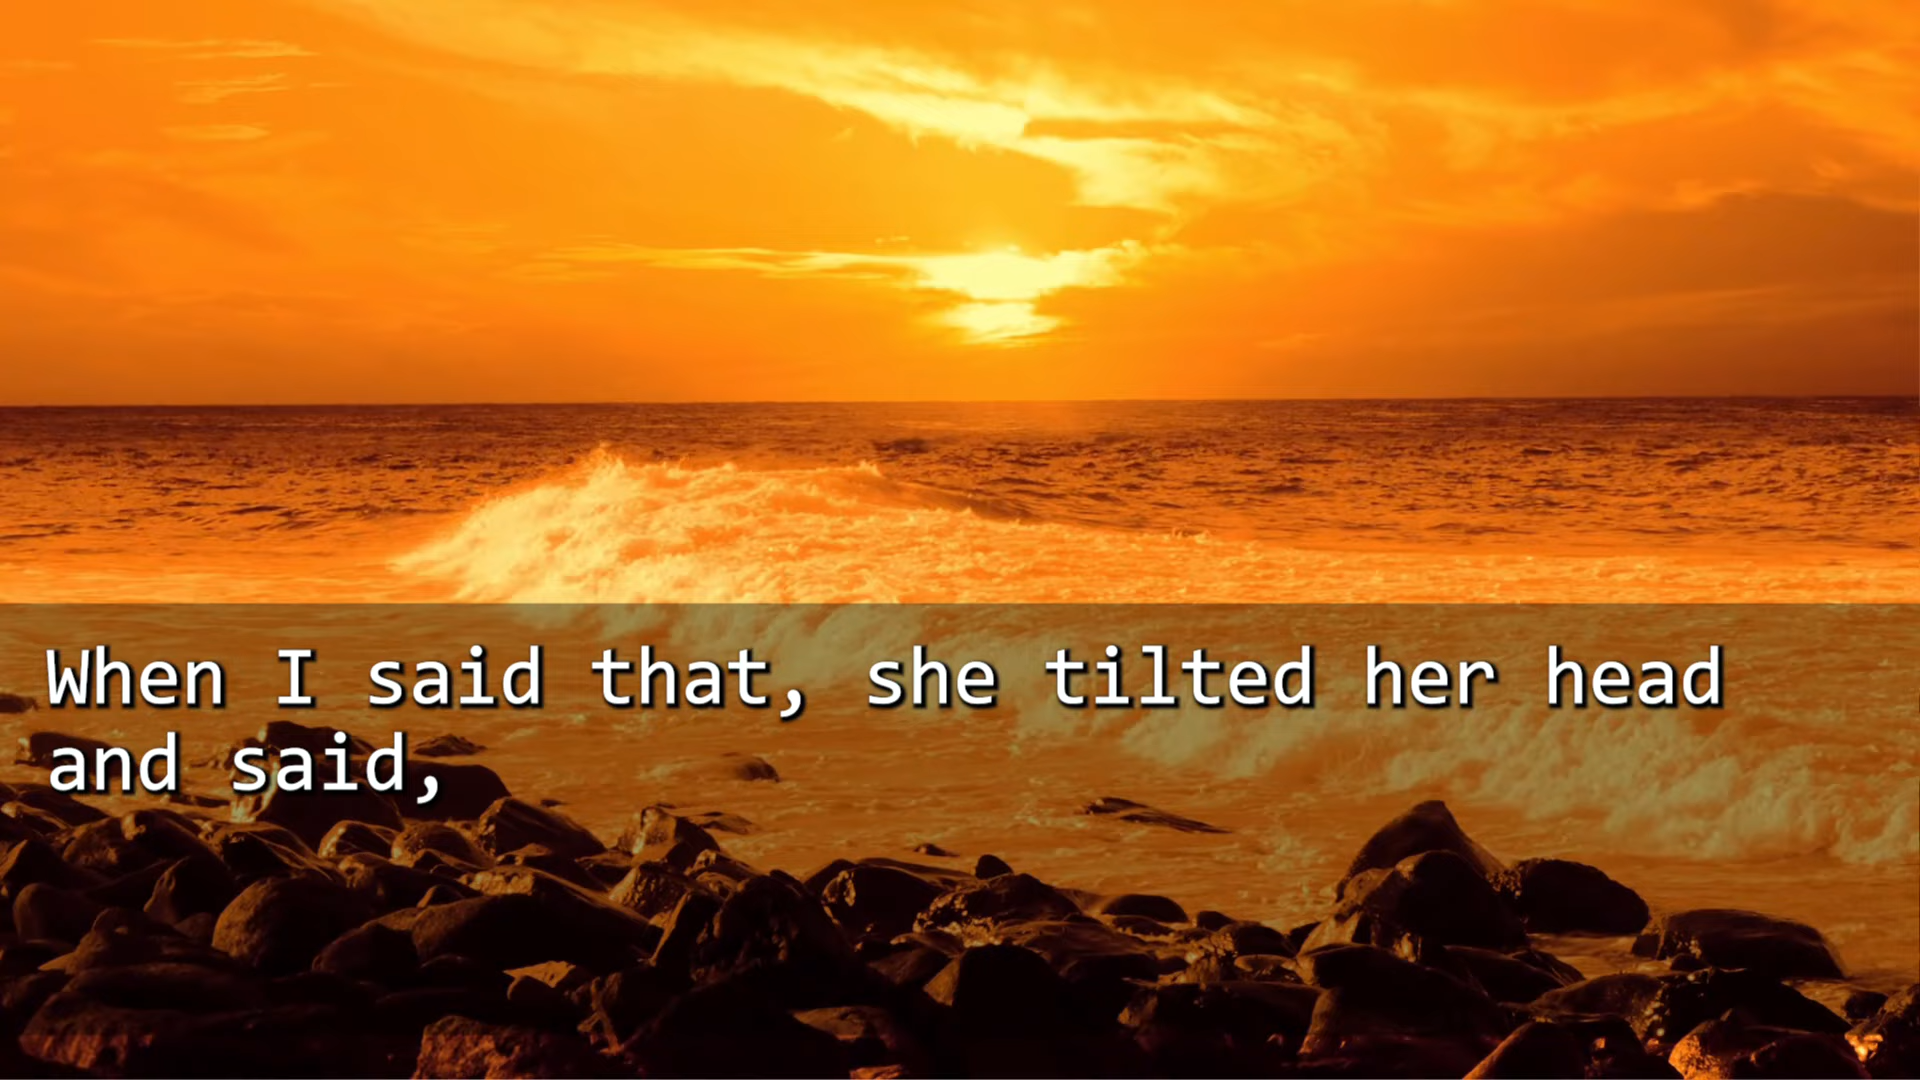 When I said that, she tilted her head
and said,